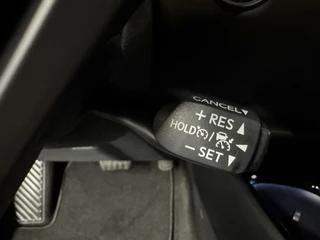 CANCEL▼
+ RES ▲
HOLD /
− SET ▼